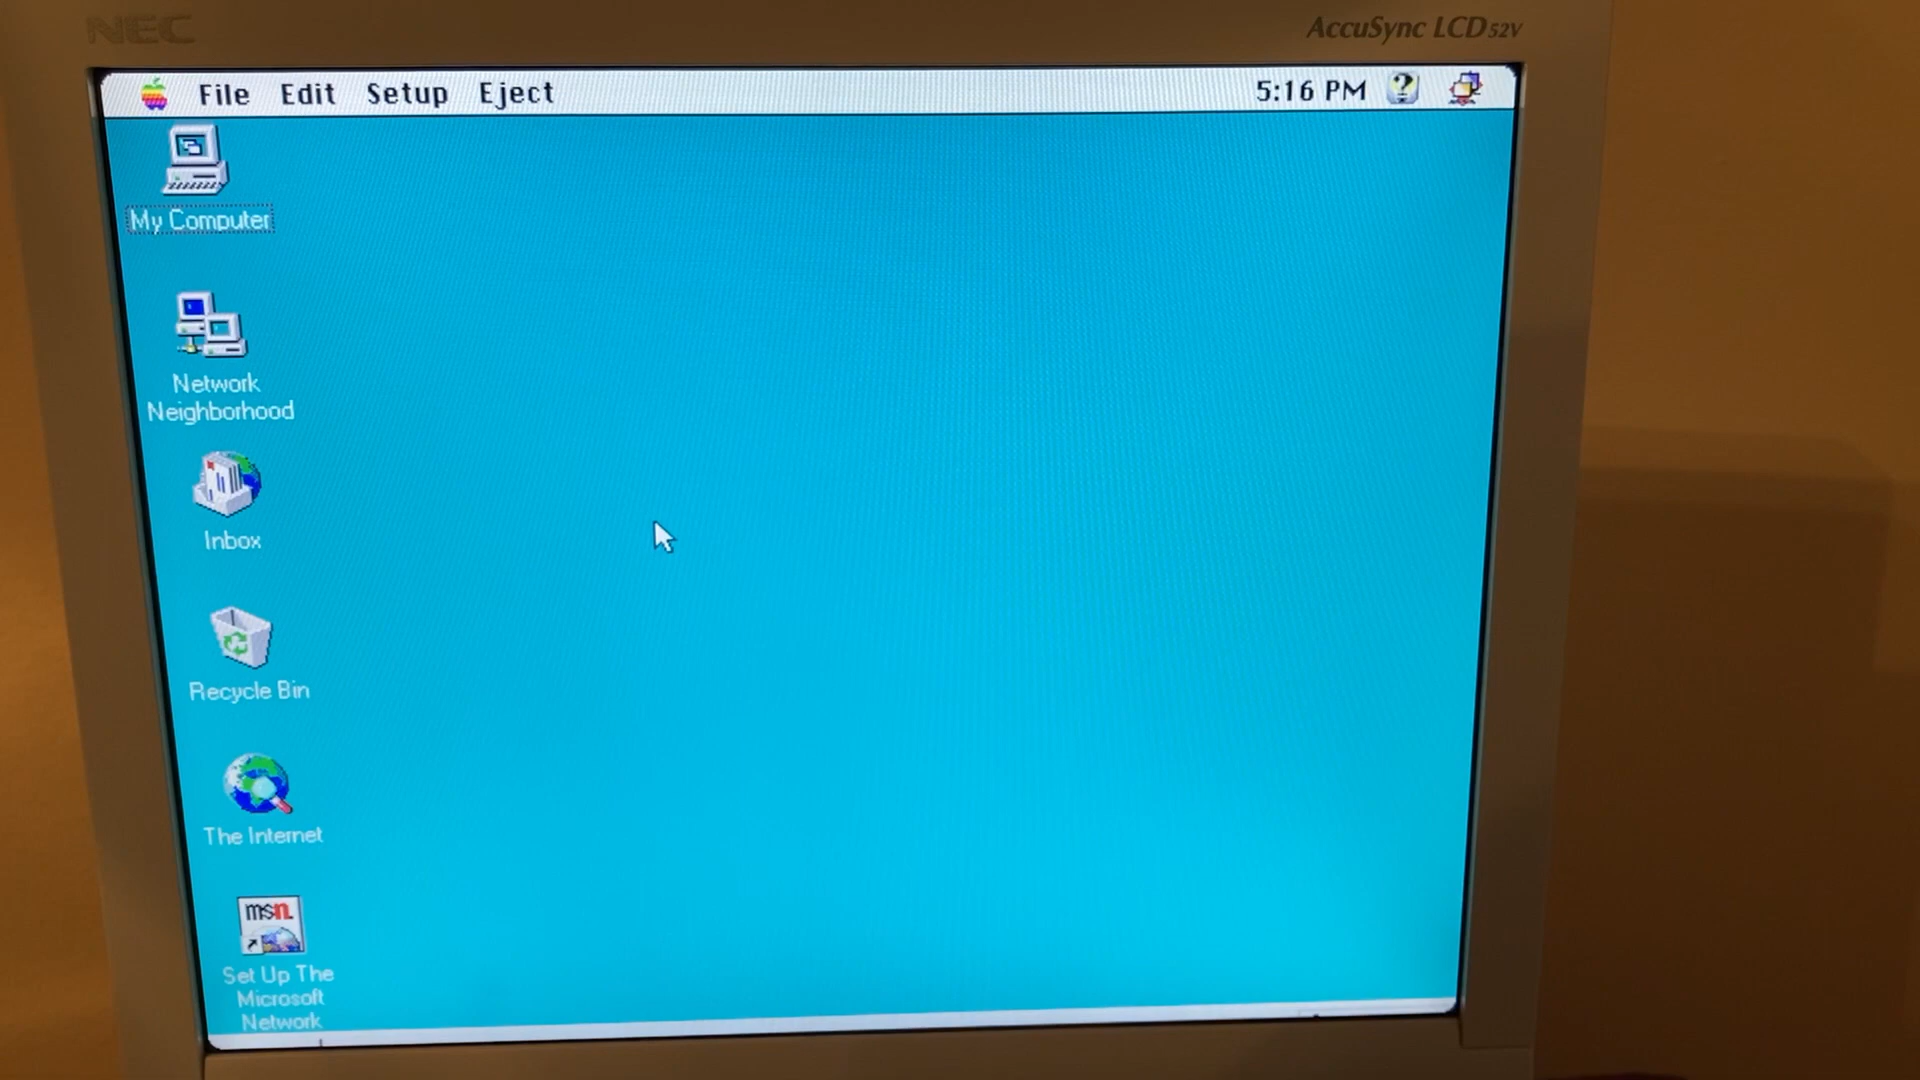 NEC
AccuSync LCD52V
File Edit Setup Eject 5:16 PM
My Computer
Network
Neighborhood
Inbox
Recycle Bin
The Internet
msn.
Set Up The
Microsoft
Network